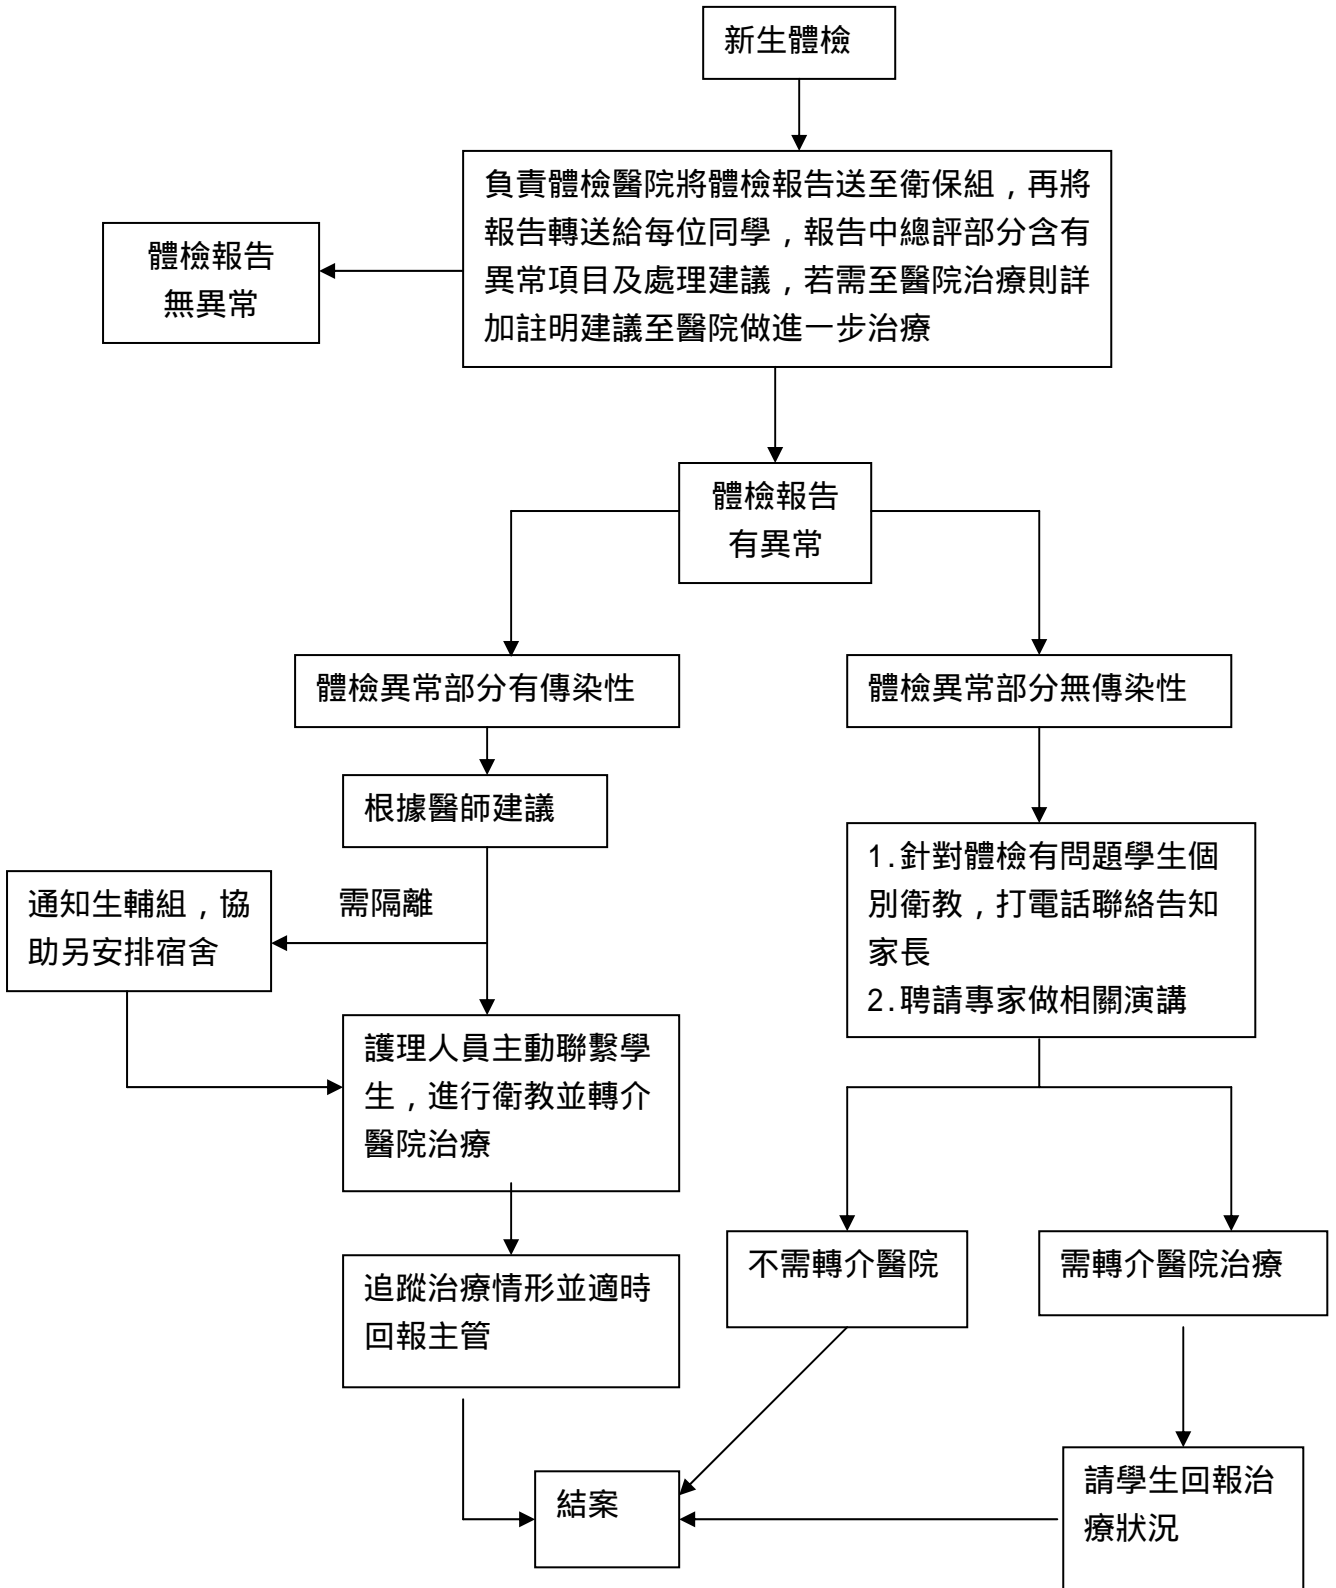 新生體檢
負責體檢醫院將體檢報告送至衛保組，再將
報告轉送給每位同學，報告中總評部分含有
異常項目及處理建議，若需至醫院治療則詳
加註明建議至醫院做進一步治療
體檢報告
無異常
體檢報告
有異常
體檢異常部分有傳染性
體檢異常部分無傳染性
根據醫師建議
需隔離
通知生輔組，協
助另安排宿舍
1.針對體檢有問題學生個
別衛教，打電話聯絡告知
家長
2.聘請專家做相關演講
護理人員主動聯繫學
生，進行衛教並轉介
醫院治療
不需轉介醫院
需轉介醫院治療
追蹤治療情形並適時
回報主管
請學生回報治
療狀況
結案